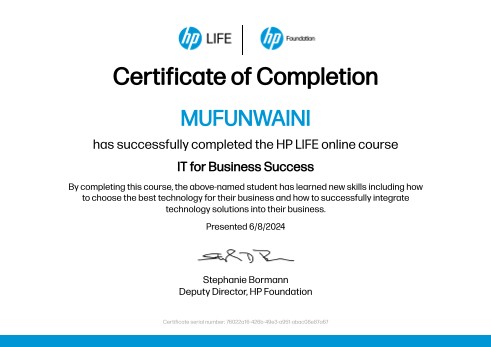 hp LIFE hp Foundation
Certificate of Completion
MUFUNWAINI
has successfully completed the HP LIFE online course
IT for Business Success
By completing this course, the above-named student has learned new skills including how
to choose the best technology for their business and how to successfully integrate
technology solutions into their business.
Presented 6/8/2024
Stephanie Bormann
Deputy Director, HP Foundation
Certificate serial number: